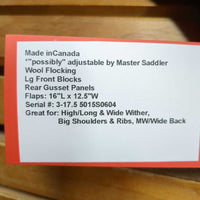 Made inCanada
*"possibly" adjustable by Master Saddler
Wool Flocking
Lg Front Blocks
Rear Gusset Panels
Flaps: 16"L x 12.5"W
Serial #: 3-17.5 5015S0604
Great for: High/Long & Wide Wither,
Big Shoulders & Ribs, MW/Wide Back